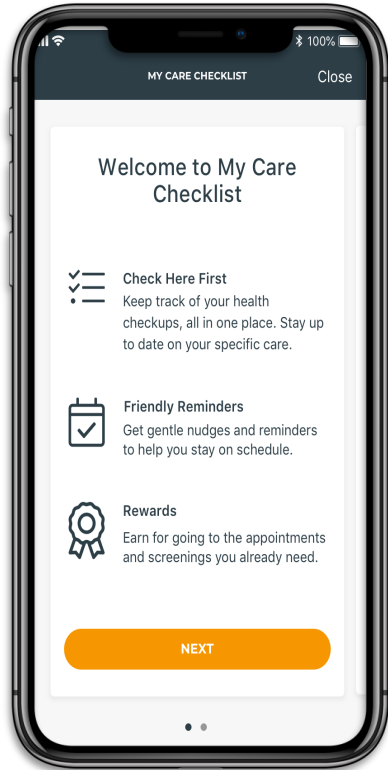 100%
MY CARE CHECKLIST
Close
Welcome to My Care
Checklist
Check Here First
Keep track of your health
checkups, all in one place. Stay up
to date on your specific care.
Friendly Reminders
Get gentle nudges and reminders
to help you stay on schedule.
Rewards
Earn for going to the appointments
and screenings you already need.
NEXT